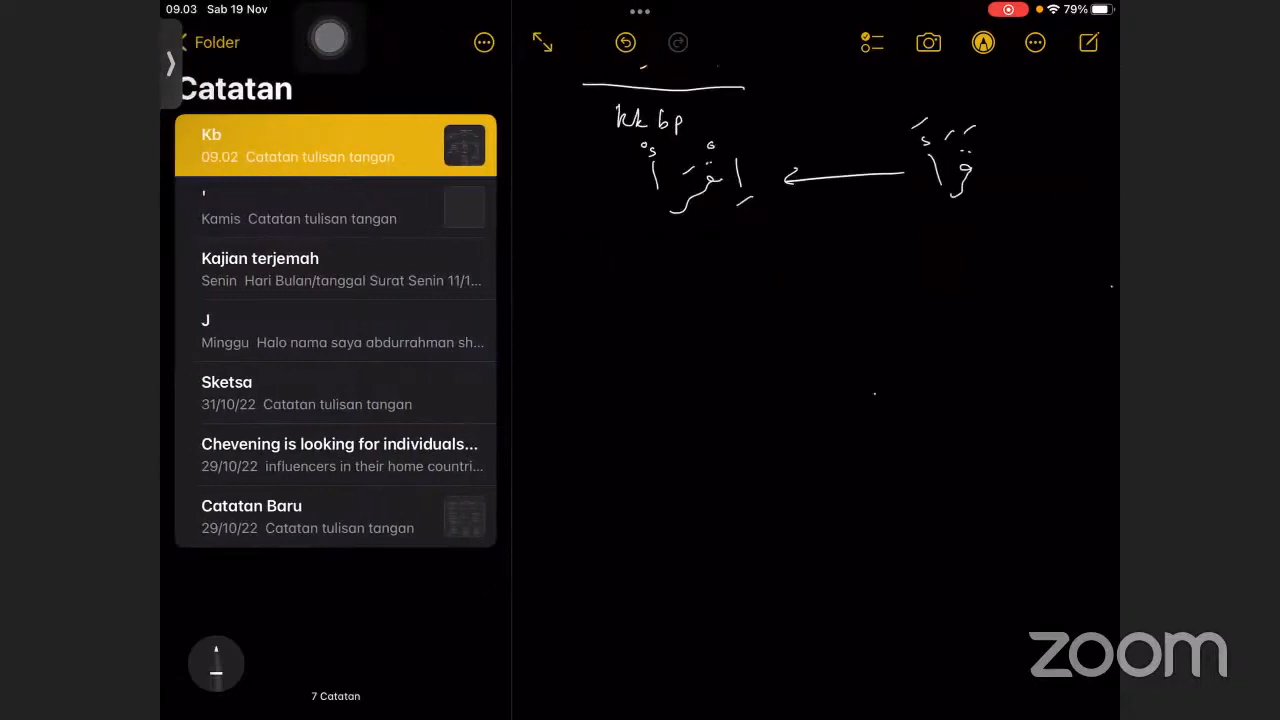 09.03 Sab 19 Nov
79%
Folder
Catatan
Kb
09.02 Catatan tulisan tangan
'
Kamis Catatan tulisan tangan
Kajian terjemah
Senin Hari Bulan/tanggal Surat Senin 11/1...
J
Minggu Halo nama saya abdurrahman sh...
Sketsa
31/10/22 Catatan tulisan tangan
Chevening is looking for individuals...
29/10/22 influencers in their home countri...
Catatan Baru
29/10/22 Catatan tulisan tangan
7 Catatan
kk bp
قَرَأَ
اِقْرَأْ
zoom